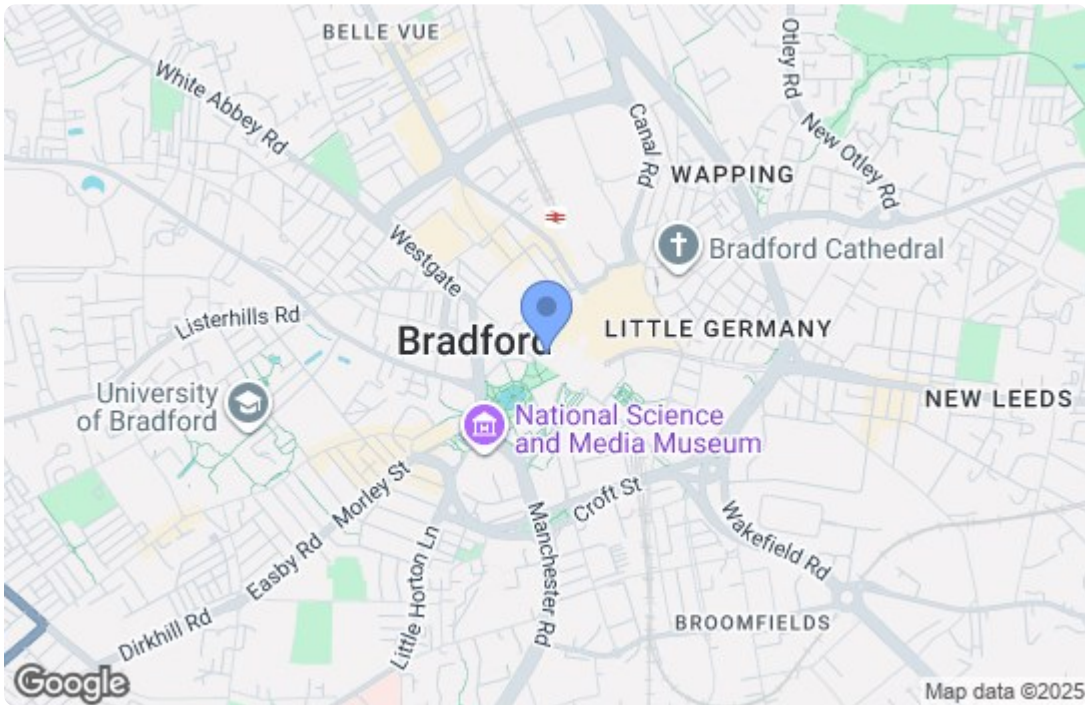 BELLE VUE
White Abbey Rd
Otley Rd
New Otley Rd
Canal Rd
WAPPING
Westgate
Bradford Cathedral
Listerhills Rd
Bradford
LITTLE GERMANY
University
of Bradford
NEW LEEDS
National Science
and Media Museum
Morley St
Croft St
Easby Rd
Manchester Rd
Wakefield Rd
Little Horton Ln
Dirkhill Rd
BROOMFIELDS
Google
Map data ©2025